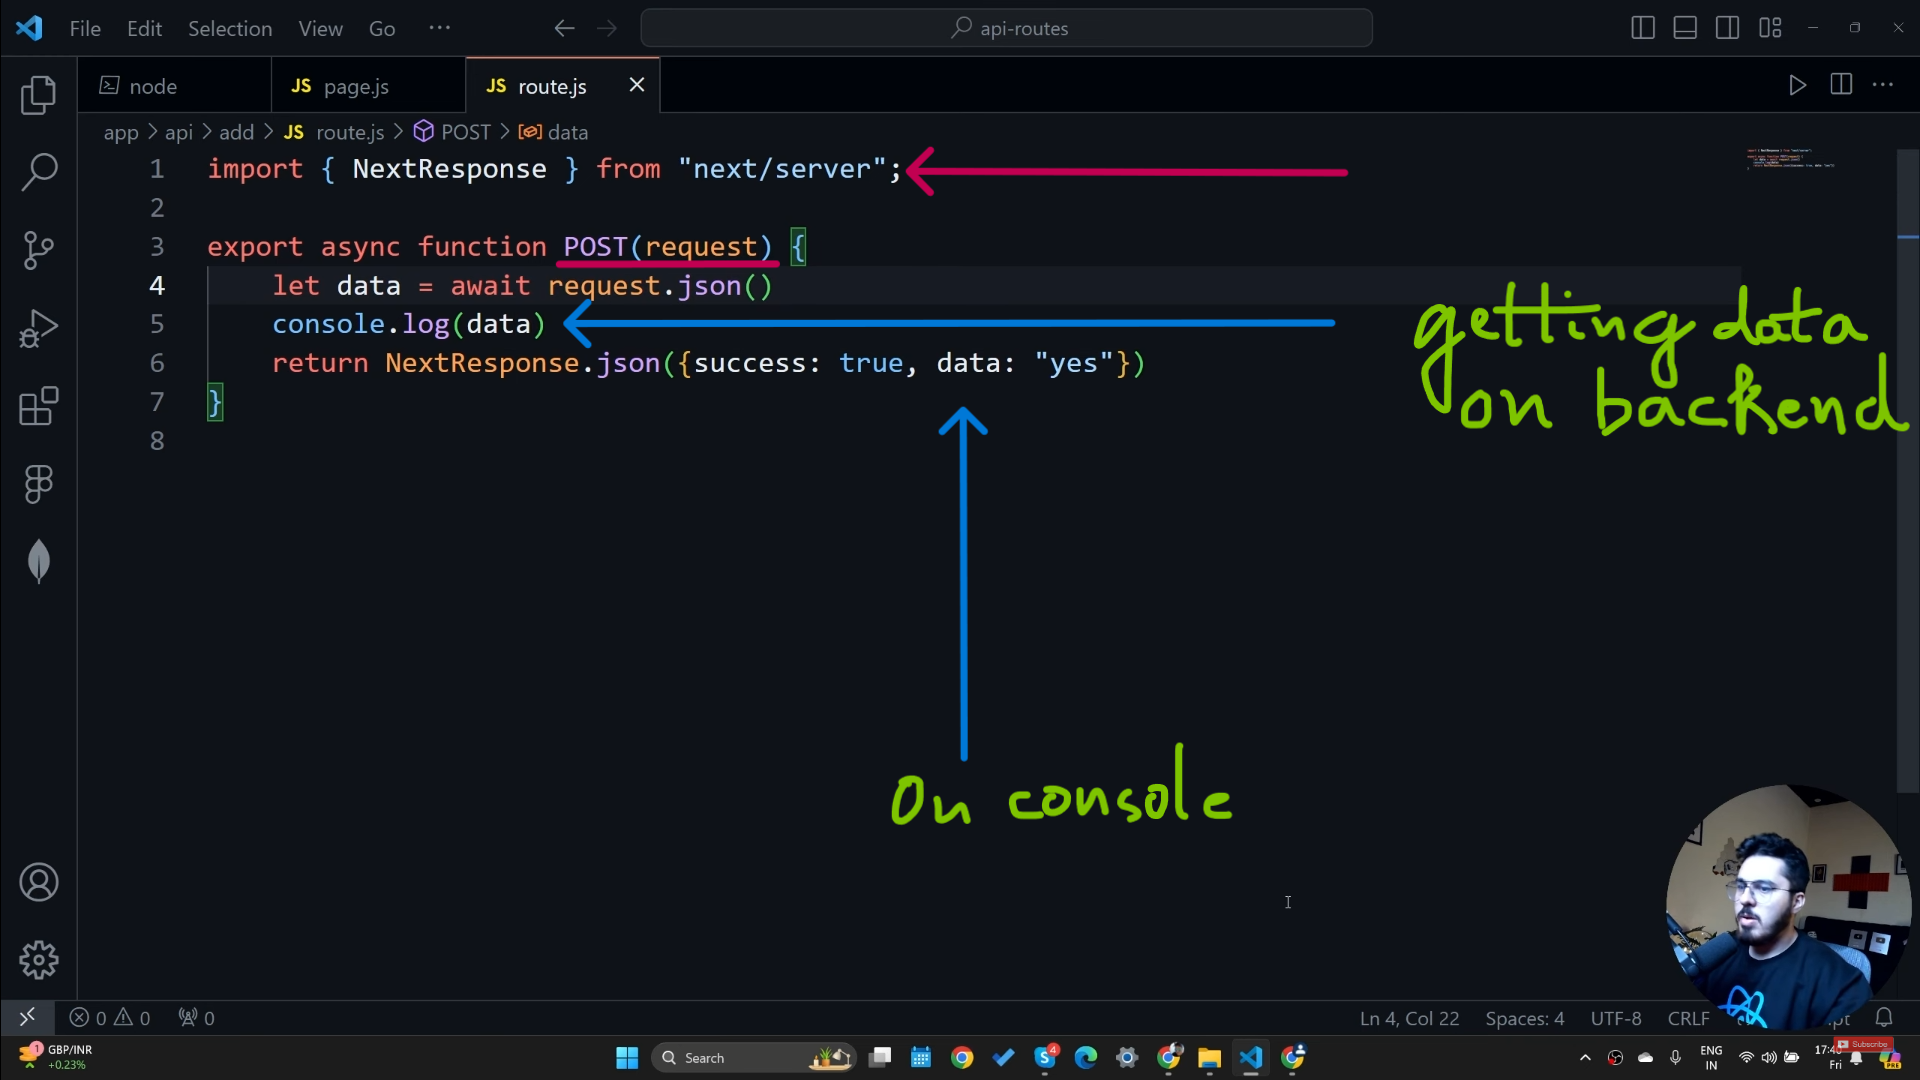 File Edit Selection View Go ··· api-routes
node JS page.js JS route.js
app > api > add > JS route.js > POST > data
1 import { NextResponse } from "next/server";
2
3 export async function POST(request) {
4 let data = await request.json()
5 console.log(data)
6 return NextResponse.json({success: true, data: "yes"})
7 }
8
getting data
on backend
On console
0 0 0 Ln 4, Col 22 Spaces: 4 UTF-8 CRLF
1 GBP/INR
+0.23%
Search
4
ENG
IN
Fri
Subscribe
PRE